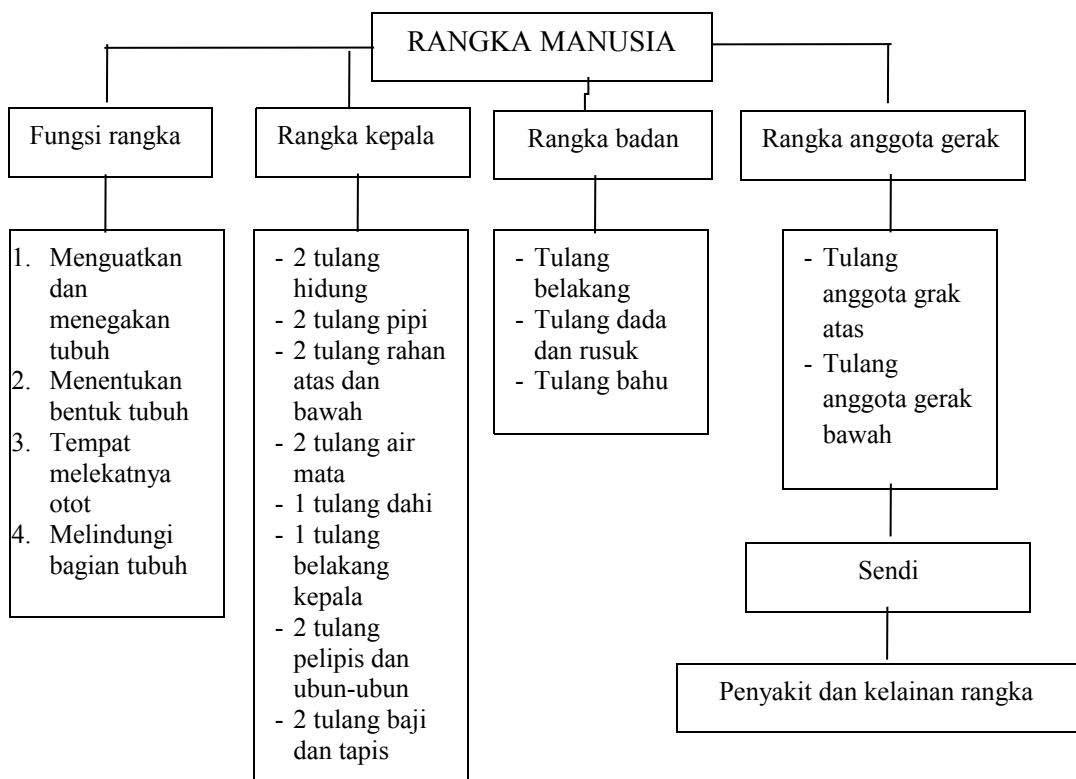 RANGKA MANUSIA
Fungsi rangka
Rangka kepala
Rangka badan
Rangka anggota gerak
1. Menguatkan
dan
menegakan
tubuh
2. Menentukan
bentuk tubuh
3. Tempat
melekatnya
otot
4. Melindungi
bagian tubuh
- 2 tulang
hidung
- 2 tulang pipi
- 2 tulang rahan
atas dan
bawah
- 2 tulang air
mata
- 1 tulang dahi
- 1 tulang
belakang
kepala
- 2 tulang
pelipis dan
ubun-ubun
- 2 tulang baji
dan tapis
- Tulang
belakang
- Tulang dada
dan rusuk
- Tulang bahu
- Tulang
anggota grak
atas
- Tulang
anggota gerak
bawah
Sendi
Penyakit dan kelainan rangka